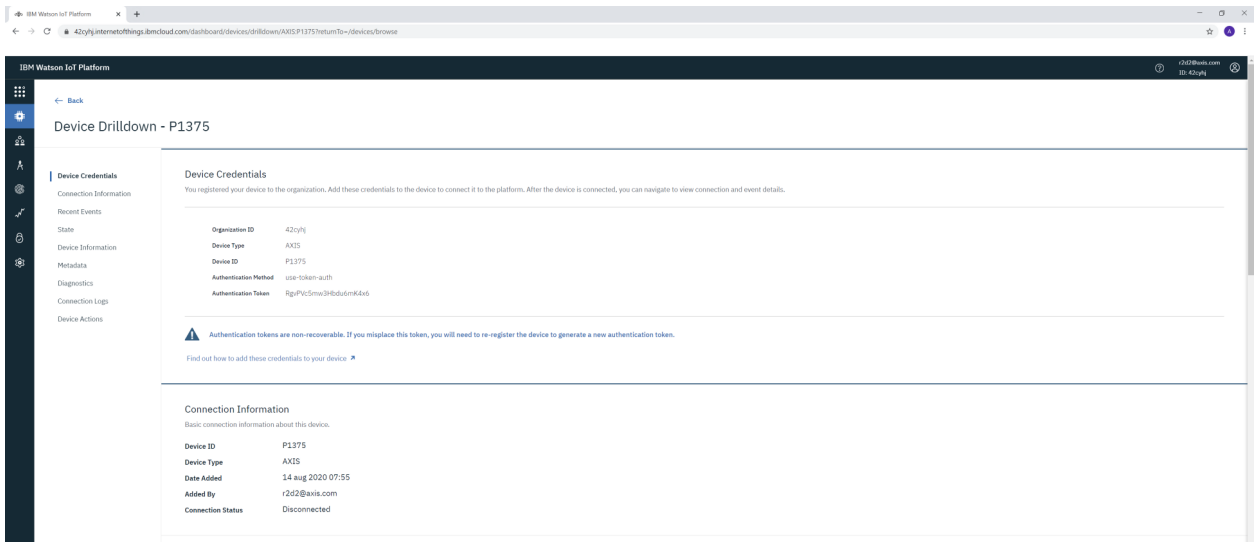 IBM Watson IoT Platform
42cyhj.internetofthings.ibmcloud.com/dashboard/devices/drilldown/AXIS:P1375?returnTo=/devices/browse
A
IBM Watson IoT Platform
r2d2@axis.com
ID: 42cyhj
← Back
Device Drilldown - P1375
Device Credentials
Connection Information
Recent Events
State
Device Information
Metadata
Diagnostics
Connection Logs
Device Actions
Device Credentials
You registered your device to the organization. Add these credentials to the device to connect it to the platform. After the device is connected, you can navigate to view connection and event details.
Organization ID 42cyhj
Device Type AXIS
Device ID P1375
Authentication Method use-token-auth
Authentication Token RgvPVc5mw3Hbdu6mK4x6
Authentication tokens are non-recoverable. If you misplace this token, you will need to re-register the device to generate a new authentication token.
Find out how to add these credentials to your device
Connection Information
Basic connection information about this device.
Device ID P1375
Device Type AXIS
Date Added 14 aug 2020 07:55
Added By r2d2@axis.com
Connection Status Disconnected